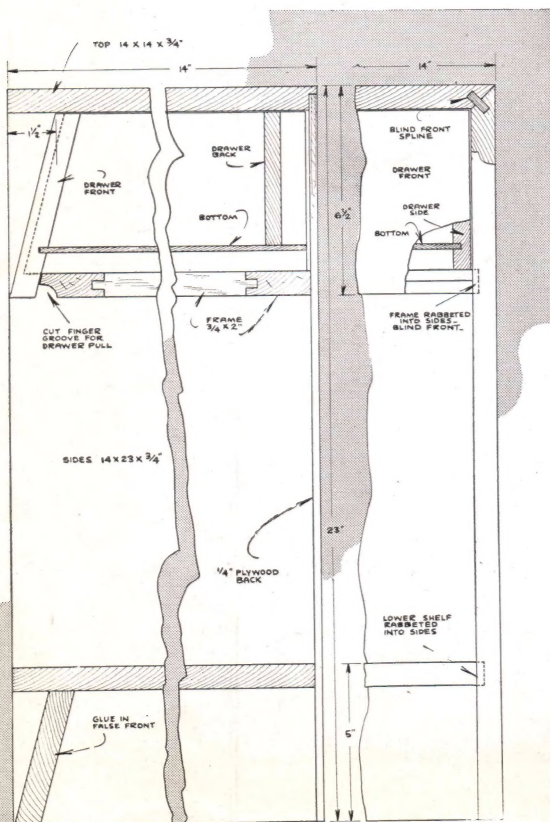 TOP 14 X 14 X 3/4"
14"
14"
1 1/2"
DRAWER
FRONT
DRAWER
BACK
BOTTOM
6 1/2"
BLIND FRONT
SPLINE
DRAWER
FRONT
DRAWER
SIDE
BOTTOM
CUT FINGER
GROOVE FOR
DRAWER PULL
FRAME
3/4 X 2"
FRAME RABBETED
INTO SIDES -
BLIND FRONT -
SIDES 14 X 23 X 3/4"
23"
1/4" PLYWOOD
BACK
LOWER SHELF
RABBETED
INTO SIDES
GLUE IN
FALSE FRONT
5"